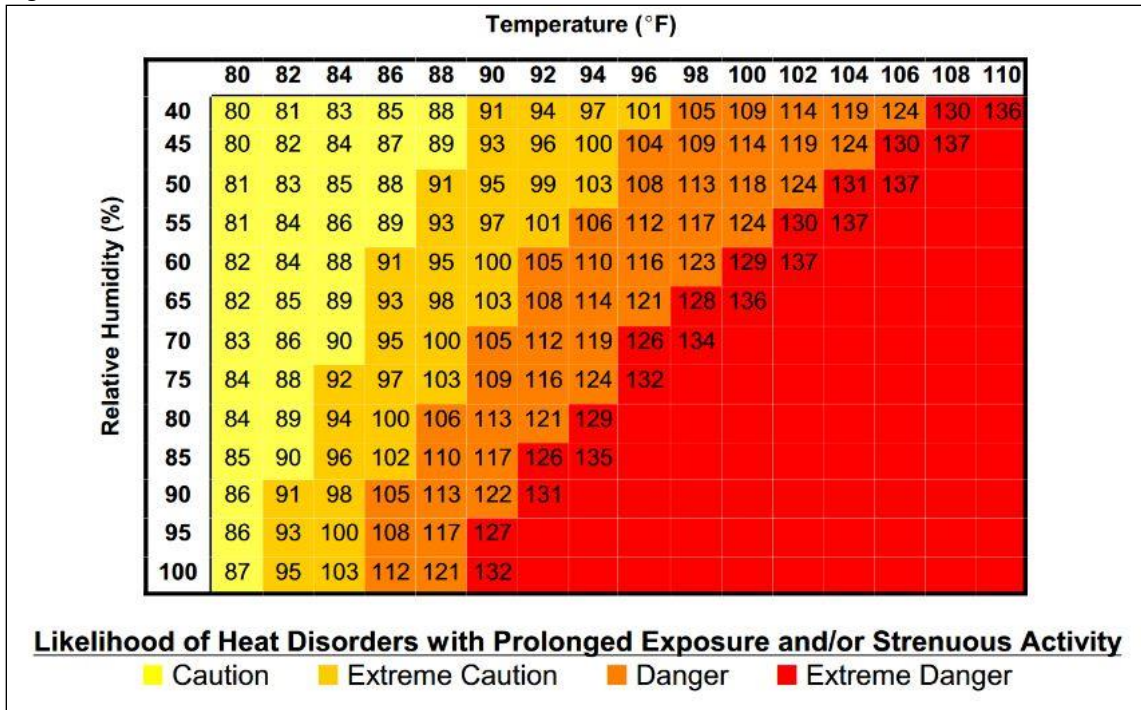 Temperature (°F)
80 82 84 86 88 90 92 94 96 98 100 102 104 106 108 110
Relative Humidity (%)
40 80 81 83 85 88 91 94 97 101 105 109 114 119 124 130 136
45 80 82 84 87 89 93 96 100 104 109 114 119 124 130 137
50 81 83 85 88 91 95 99 103 108 113 118 124 131 137
55 81 84 86 89 93 97 101 106 112 117 124 130 137
60 82 84 88 91 95 100 105 110 116 123 129 137
65 82 85 89 93 98 103 108 114 121 128 136
70 83 86 90 95 100 105 112 119 126 134
75 84 88 92 97 103 109 116 124 132
80 84 89 94 100 106 113 121 129
85 85 90 96 102 110 117 126 135
90 86 91 98 105 113 122 131
95 86 93 100 108 117 127
100 87 95 103 112 121 132
Likelihood of Heat Disorders with Prolonged Exposure and/or Strenuous Activity
Caution Extreme Caution Danger Extreme Danger